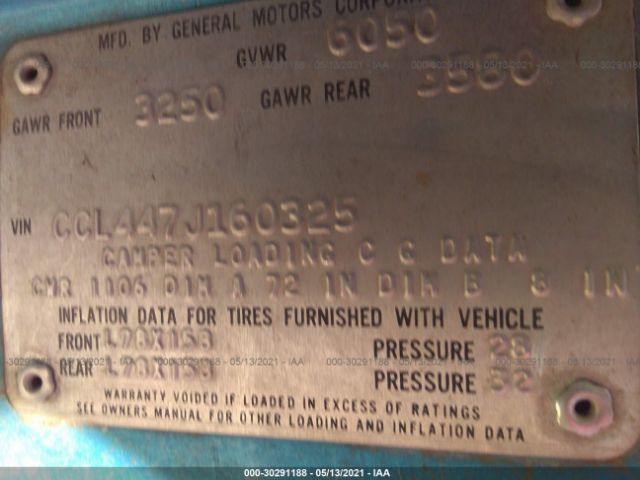 MFD. BY GENERAL MOTORS CORPORAT
GVWR 6050
GAWR FRONT 3250 GAWR REAR 3580
VIN CCL447J160325
CAMPER LOADING C G DATA
CMR 1106 DIM A 72 IN DIM B 8 IN
INFLATION DATA FOR TIRES FURNISHED WITH VEHICLE
FRONT L78X15B PRESSURE 28
REAR L78X15B PRESSURE 32
WARRANTY VOIDED IF LOADED IN EXCESS OF RATINGS
SEE OWNERS MANUAL FOR OTHER LOADING AND INFLATION DATA
000-30291188 - 05/13/2021 - IAA